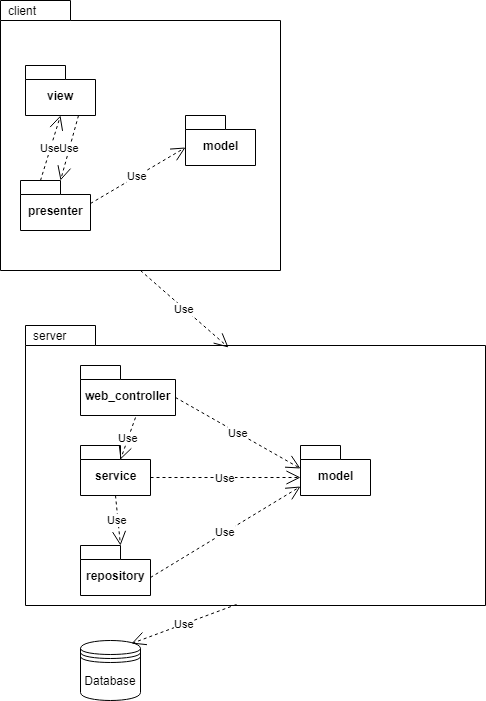 client
view
UseUse
model
Use
presenter
Use
server
web_controller
Use
Use
service
Use
model
Use
Use
repository
Use
Database